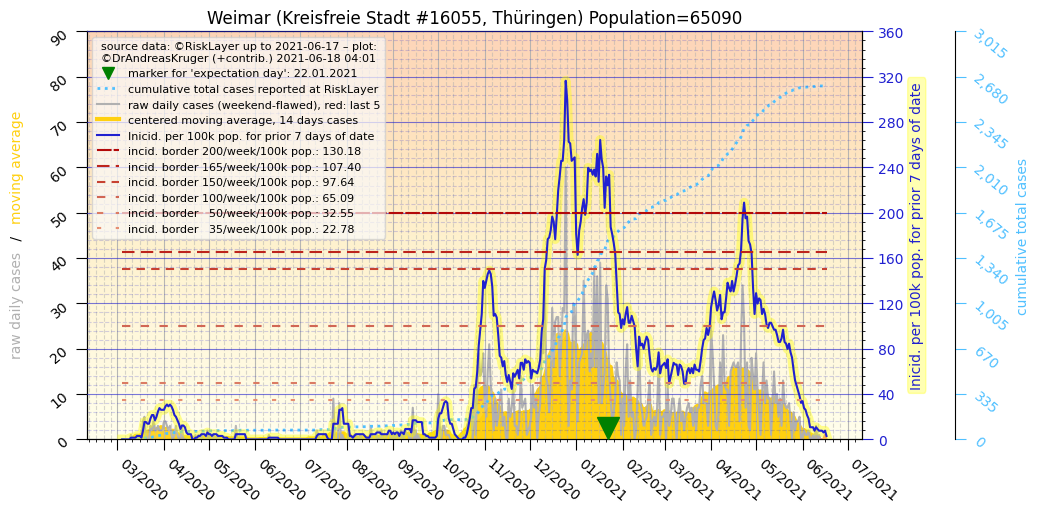 Weimar (Kreisfreie Stadt #16055, Thüringen) Population=65090
source data: ©RiskLayer up to 2021-06-17 – plot:
©DrAndreasKruger (+contrib.) 2021-06-18 04:01
marker for 'expectation day': 22.01.2021
cumulative total cases reported at RiskLayer
raw daily cases (weekend-flawed), red: last 5
centered moving average, 14 days cases
Inicid. per 100k pop. for prior 7 days of date
incid. border 200/week/100k pop.: 130.18
incid. border 165/week/100k pop.: 107.40
incid. border 150/week/100k pop.: 97.64
incid. border 100/week/100k pop.: 65.09
incid. border   50/week/100k pop.: 32.55
incid. border   35/week/100k pop.: 22.78
raw daily cases / moving average
90
80
70
60
50
40
30
20
10
0
360
320
280
240
200
160
120
80
40
0
Inicid. per 100k pop. for prior 7 days of date
3,015
2,680
2,345
2,010
1,675
1,340
1,005
670
335
0
cumulative total cases
03/2020
04/2020
05/2020
06/2020
07/2020
08/2020
09/2020
10/2020
11/2020
12/2020
01/2021
02/2021
03/2021
04/2021
05/2021
06/2021
07/2021